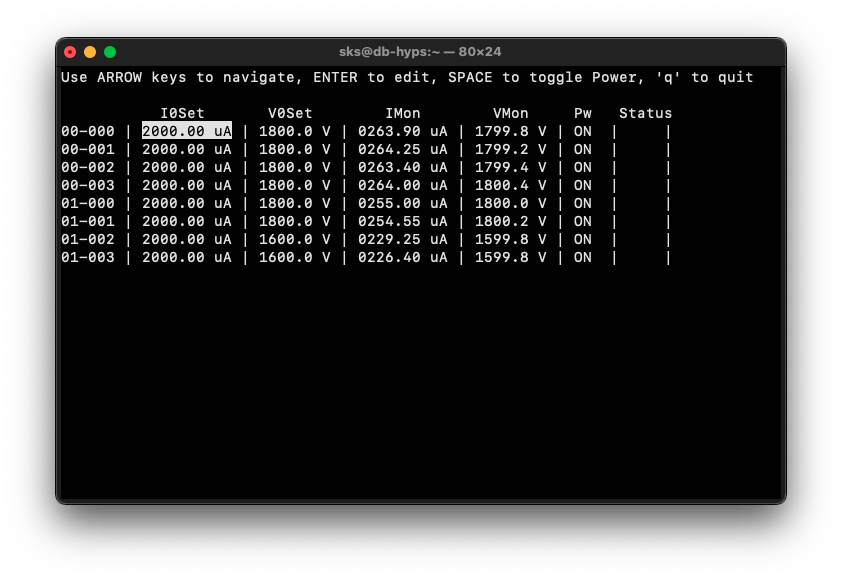 sks@db-hyps:~ — 80×24
Use ARROW keys to navigate, ENTER to edit, SPACE to toggle Power, 'q' to quit
I0Set V0Set IMon VMon Pw Status
00-000 | 2000.00 uA | 1800.0 V | 0263.90 uA | 1799.8 V | ON | |
00-001 | 2000.00 uA | 1800.0 V | 0264.25 uA | 1799.2 V | ON | |
00-002 | 2000.00 uA | 1800.0 V | 0263.40 uA | 1799.4 V | ON | |
00-003 | 2000.00 uA | 1800.0 V | 0264.00 uA | 1800.4 V | ON | |
01-000 | 2000.00 uA | 1800.0 V | 0255.00 uA | 1800.0 V | ON | |
01-001 | 2000.00 uA | 1800.0 V | 0254.55 uA | 1800.2 V | ON | |
01-002 | 2000.00 uA | 1600.0 V | 0229.25 uA | 1599.8 V | ON | |
01-003 | 2000.00 uA | 1600.0 V | 0226.40 uA | 1599.8 V | ON | |